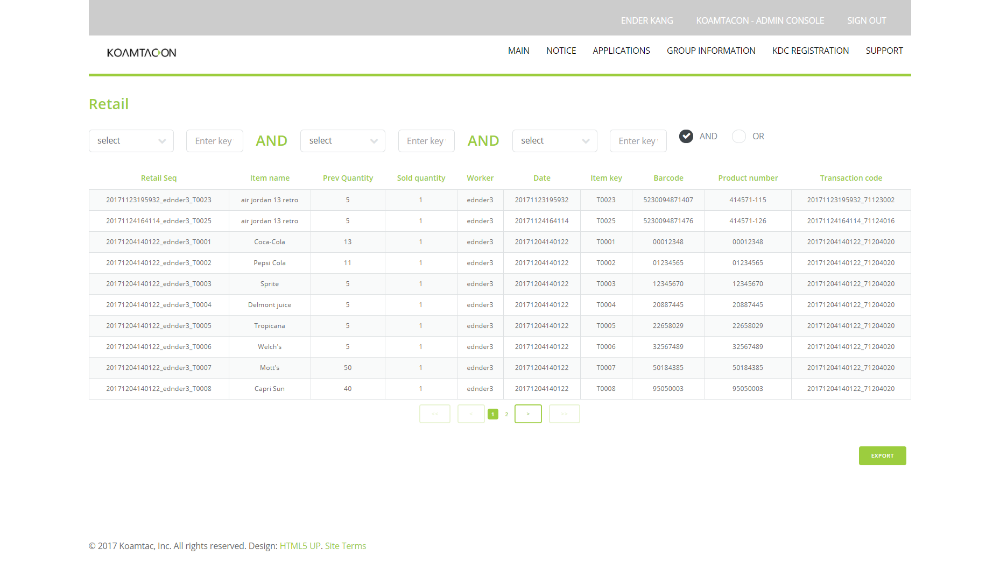 ENDER KANG KOAMTACON - ADMIN CONSOLE SIGN OUT
KOAMTACON MAIN NOTICE APPLICATIONS GROUP INFORMATION KDC REGISTRATION SUPPORT
Retail
select Enter key AND select Enter key AND select Enter key AND OR
Retail Seq Item name Prev Quantity Sold quantity Worker Date Item key Barcode Product number Transaction code
20171123195932_ednder3_T0023 air jordan 13 retro 5 1 ednder3 20171123195932 T0023 5230094871407 414571-115 20171123195932_71123002
20171124164114_ednder3_T0025 air jordan 13 retro 5 1 ednder3 20171124164114 T0025 5230094871476 414571-126 20171124164114_71124016
20171204140122_ednder3_T0001 Coca-Cola 13 1 ednder3 20171204140122 T0001 00012348 00012348 20171204140122_71204020
20171204140122_ednder3_T0002 Pepsi Cola 11 1 ednder3 20171204140122 T0002 01234565 01234565 20171204140122_71204020
20171204140122_ednder3_T0003 Sprite 5 1 ednder3 20171204140122 T0003 12345670 12345670 20171204140122_71204020
20171204140122_ednder3_T0004 Delmont juice 5 1 ednder3 20171204140122 T0004 20887445 20887445 20171204140122_71204020
20171204140122_ednder3_T0005 Tropicana 5 1 ednder3 20171204140122 T0005 22658029 22658029 20171204140122_71204020
20171204140122_ednder3_T0006 Welch's 5 1 ednder3 20171204140122 T0006 32567489 32567489 20171204140122_71204020
20171204140122_ednder3_T0007 Mott's 50 1 ednder3 20171204140122 T0007 50184385 50184385 20171204140122_71204020
20171204140122_ednder3_T0008 Capri Sun 40 1 ednder3 20171204140122 T0008 95050003 95050003 20171204140122_71204020
<< < 1 2 > >>
EXPORT
© 2017 Koamtac, Inc. All rights reserved. Design: HTML5 UP. Site Terms